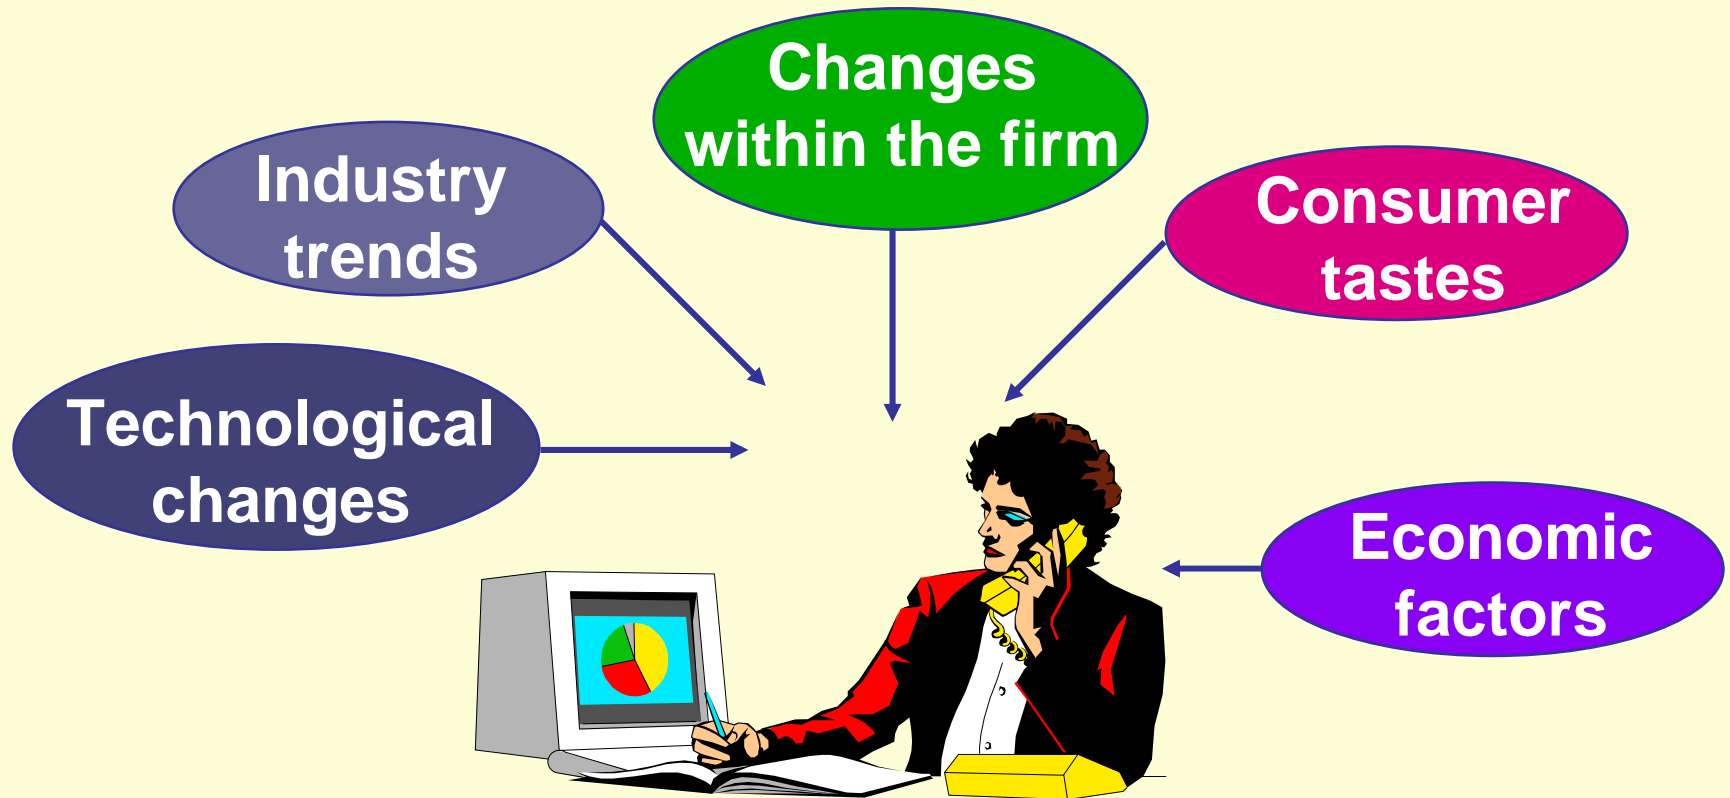 Changes
within the firm
Industry
trends
Consumer
tastes
Technological
changes
Economic
factors